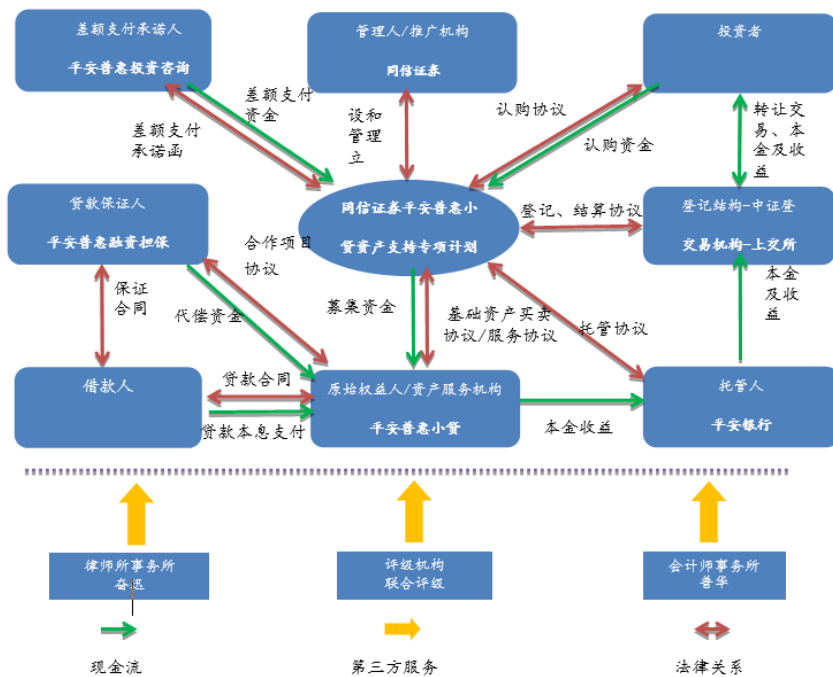 差额支付承诺人
平安普惠投资咨询
管理人/推广机构
同信证券
投资者
差额支付
资金
差额支付
承诺函
设和
管理
立
认购协议
认购资金
转让交
易、本
金及收
益
贷款保证人
平安普惠融资担保
同信证券平安普惠小
贷资产支持专项计划
登记、结算协议
登记结构-中证登
交易机构-上交所
合作项目
协议
保证
合同
代偿资金
募集资金
基础资产买卖
协议/服务协议
托管协议
本金
及收
益
借款人
贷款合同
贷款本息支付
原始权益人/资产服务机构
平安普惠小贷
本金收益
托管人
平安银行
律师所事务所
奋迅
评级机构
联合评级
会计师事务所
普华
现金流
第三方服务
法律关系